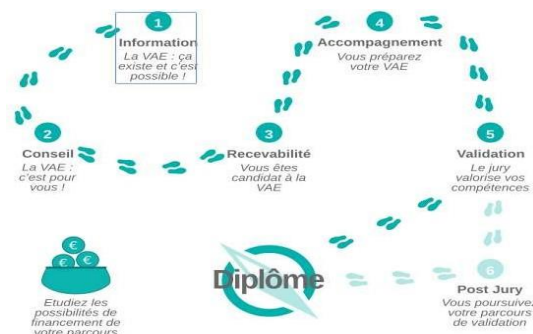 1
Information
La VAE : ça
existe et c'est
possible !
2
Conseil
La VAE :
c'est pour
vous !
3
Recevabilité
Vous êtes
candidat à la
VAE
4
Accompagnement
Vous préparez
votre VAE
5
Validation
Le jury
valorise vos
compétences
6
Post Jury
Vous poursuivez
votre parcours
de validation
Diplôme
€
€ €
Etudiez les
possibilités de
financement de
votre parcours